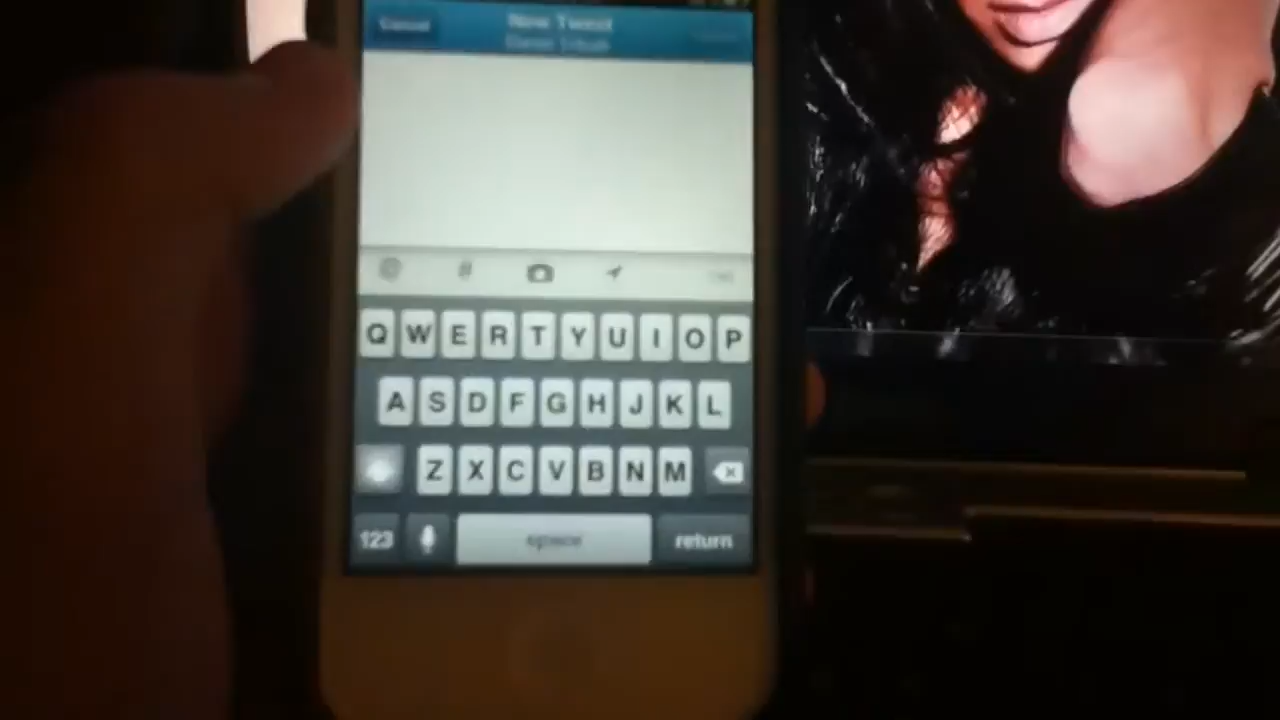 Cancel New Tweet
@ #
Q W E R T Y U I O P
A S D F G H J K L
Z X C V B N M
123 space return